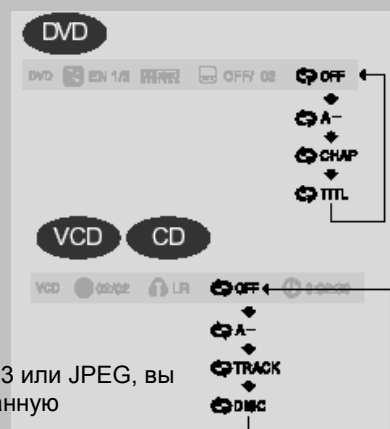 DVD
DVD EN 1/3 OFF/ 02 OFF
A-
CHAP
TITL
VCD CD
VCD 02/02 LR OFF
A-
TRACK
DISC
3 или JPEG, вы
анную